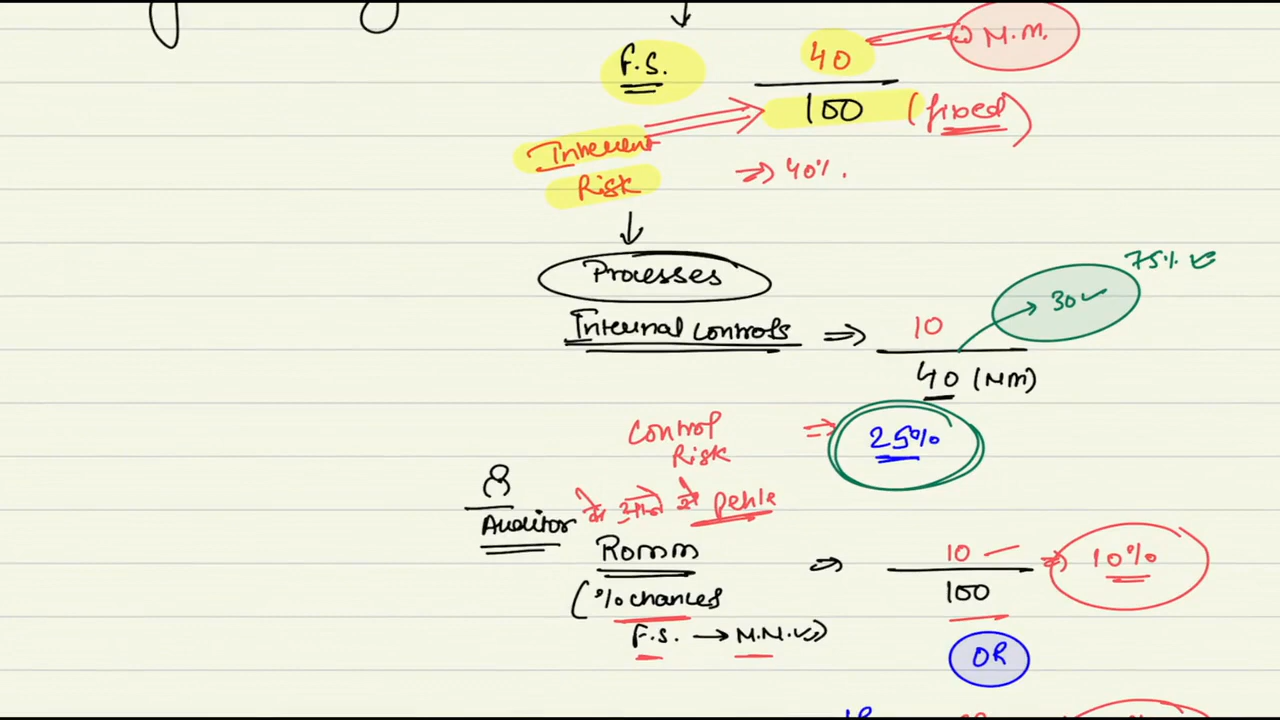 F.S. 40 M.M.
100 (fixed)
Inherent
Risk => 40%.
Processes
75%
30
Internal controls => 10
40 (MM)
Control => 25%
Risk
Auditor के आने से Pehle
Romm => 10 => 10%
100
(% chances
F.S. → M.M.)
OR